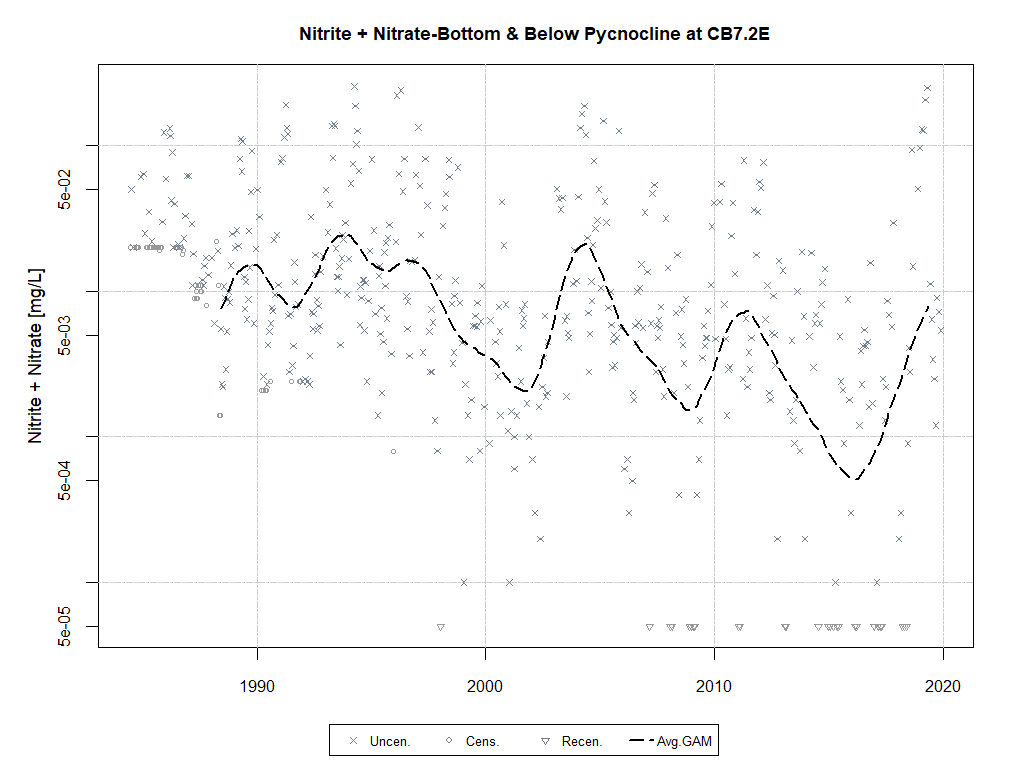 Nitrite + Nitrate-Bottom & Below Pycnocline at CB7.2E
Nitrite + Nitrate [mg/L]
5e-02
5e-03
5e-04
5e-05
1990 2000 2010 2020
Uncen. Cens. Recen. Avg.GAM